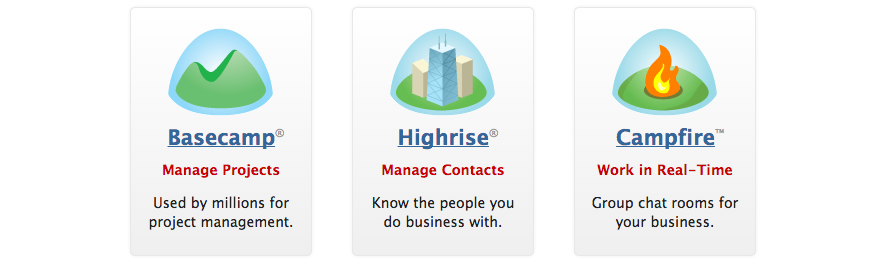 Basecamp®
Manage Projects
Used by millions for
project management.
Highrise®
Manage Contacts
Know the people you
do business with.
Campfire™
Work in Real-Time
Group chat rooms for
your business.